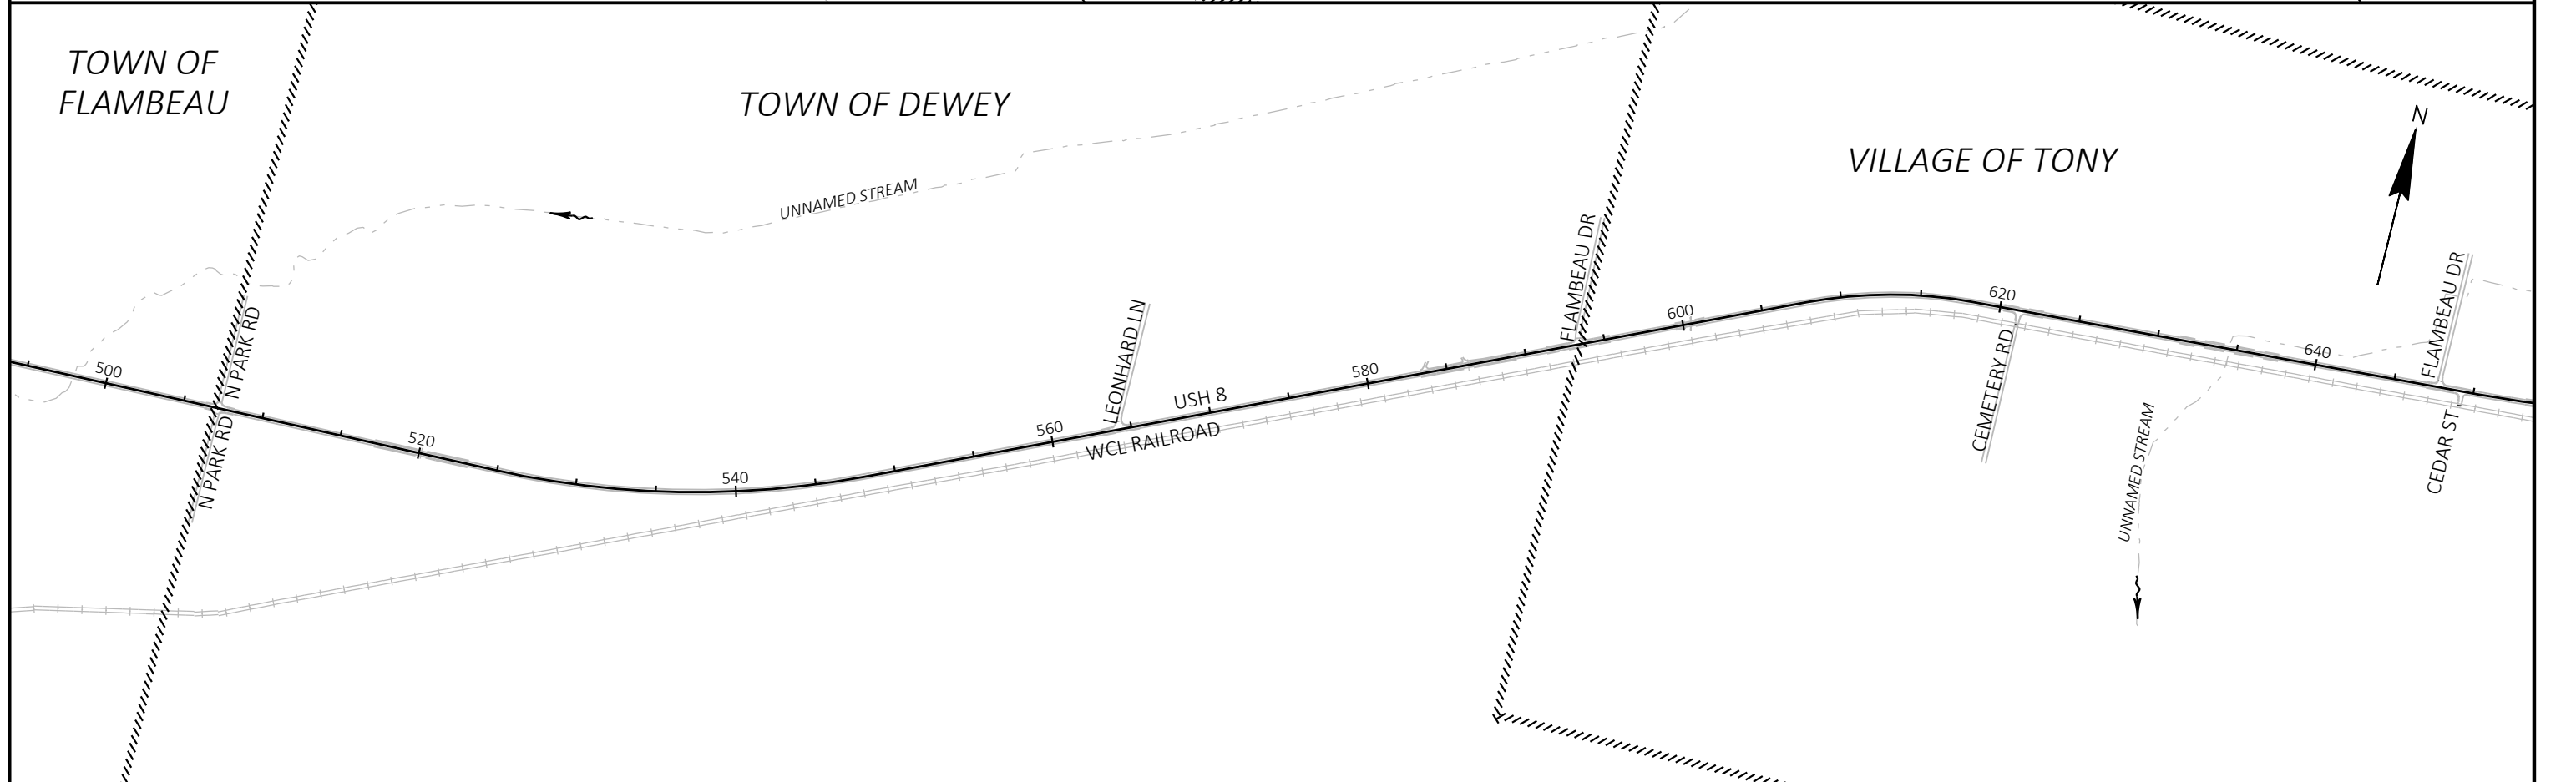 TOWN OF
FLAMBEAU
TOWN OF DEWEY
VILLAGE OF TONY
N
UNNAMED STREAM
FLAMBEAU DR
FLAMBEAU DR
N PARK RD
LEONHARD LN
500
520
540
560
USH 8
580
600
620
640
N PARK RD
WCL RAILROAD
CEMETERY RD
UNNAMED STREAM
CEDAR ST